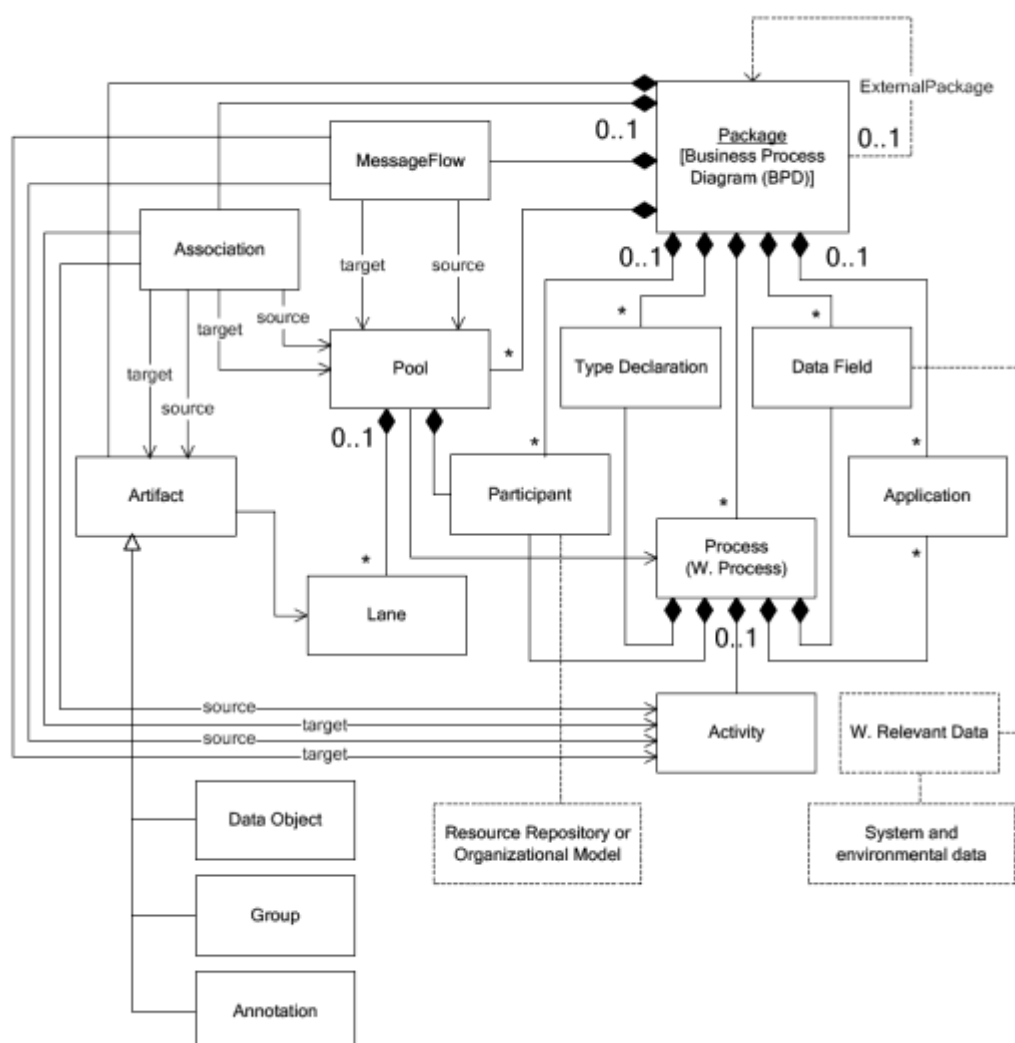 ExternalPackage
0..1
0..1
Package
[Business Process
Diagram (BPD)]
MessageFlow
Association
target
source
0..1
0..1
target
source
*
*
Pool
*
Type Declaration
Data Field
target
source
0..1
*
*
Artifact
Participant
Application
*
*
*
Process
(W. Process)
Lane
0..1
source
target
source
target
Activity
W. Relevant Data
Data Object
Resource Repository or
Organizational Model
System and
environmental data
Group
Annotation